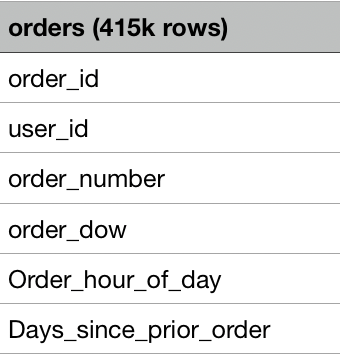 orders (415k rows)
order_id
user_id
order_number
order_dow
Order_hour_of_day
Days_since_prior_order